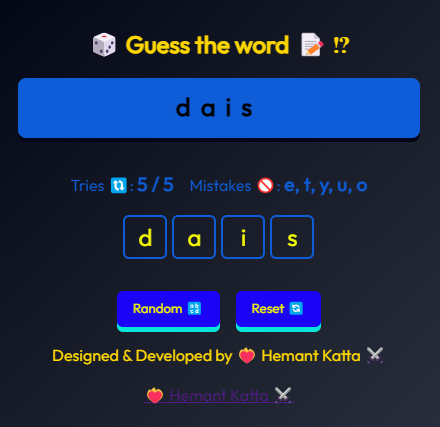 🎲 Guess the word 📝 ⁉
d a i s
Tries 🔃 : 5 / 5 Mistakes 🚫 : e, t, y, u, o
d a i s
Random 🔡 Reset 🔄
Designed & Developed by 💝 Hemant Katta ⚔
💝 Hemant Katta ⚔